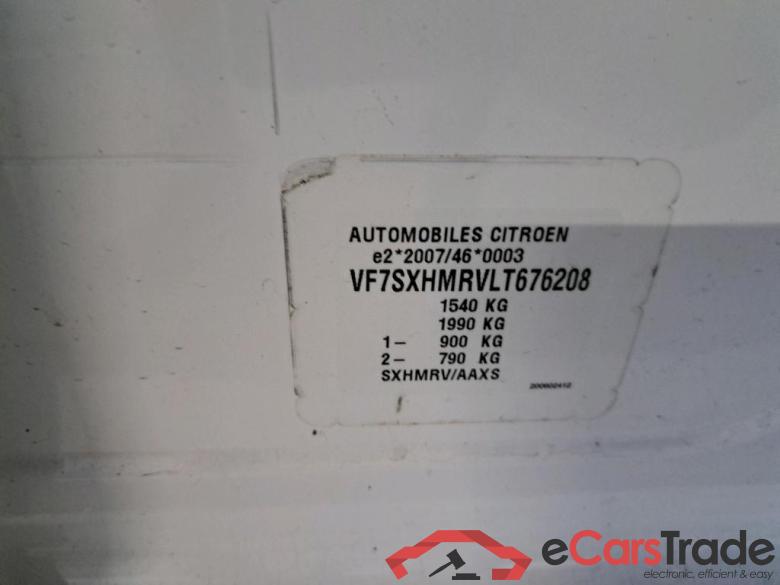 AUTOMOBILES CITROEN
e2*2007/46*0003
VF7SXHMRVLT676208
1540 KG
1990 KG
1– 900 KG
2– 790 KG
SXHMRV/AAXS
200602412
eCarsTrade
electronic, efficient & easy